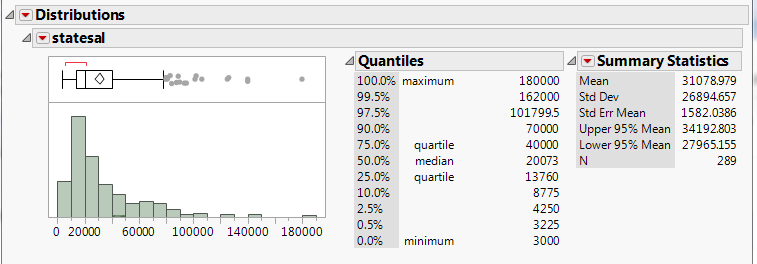 Distributions
statesal
0 20000 60000 100000 140000 180000
Quantiles
100.0% maximum 180000
99.5% 162000
97.5% 101799.5
90.0% 70000
75.0% quartile 40000
50.0% median 20073
25.0% quartile 13760
10.0% 8775
2.5% 4250
0.5% 3225
0.0% minimum 3000
Summary Statistics
Mean 31078.979
Std Dev 26894.657
Std Err Mean 1582.0386
Upper 95% Mean 34192.803
Lower 95% Mean 27965.155
N 289